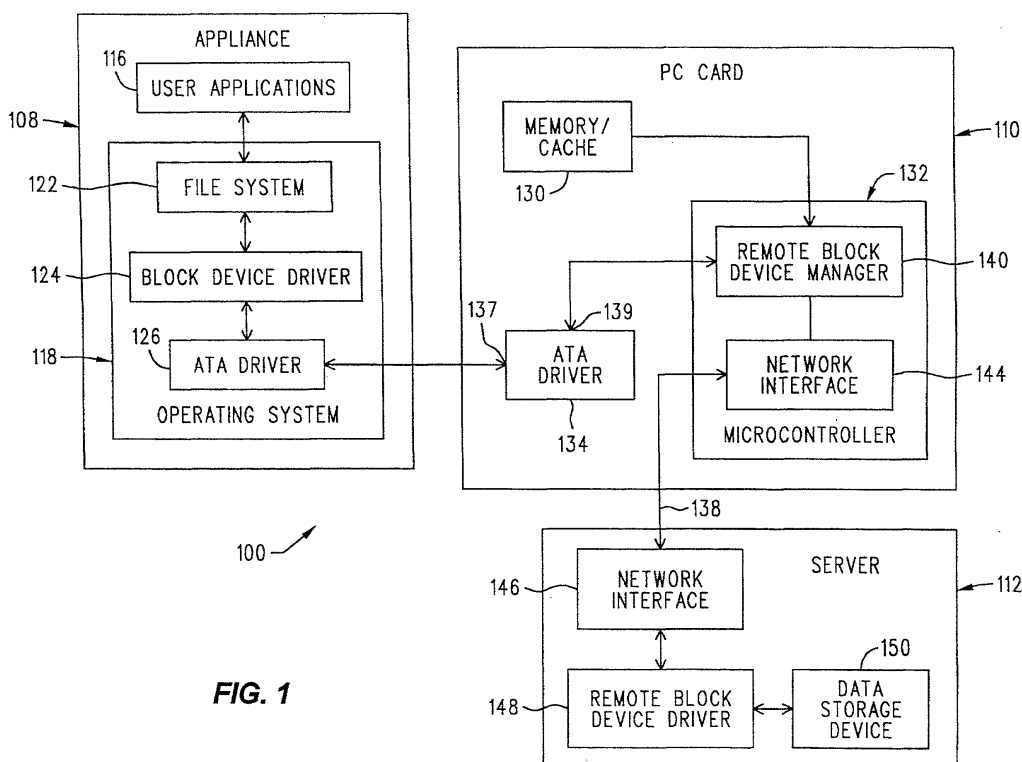 APPLIANCE
116
USER APPLICATIONS
108
122
FILE SYSTEM
124
BLOCK DEVICE DRIVER
118
126
ATA DRIVER
OPERATING SYSTEM
PC CARD
110
MEMORY/
CACHE
130
132
REMOTE BLOCK
DEVICE MANAGER
140
137
139
ATA
DRIVER
134
NETWORK
INTERFACE
144
MICROCONTROLLER
138
100
SERVER
112
146
NETWORK
INTERFACE
150
148
REMOTE BLOCK
DEVICE DRIVER
DATA
STORAGE
DEVICE
FIG. 1